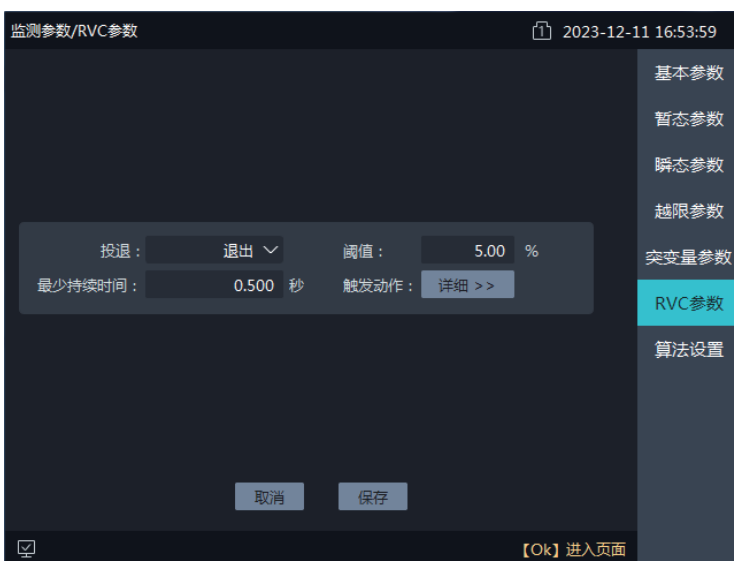 监测参数/RVC参数
1 2023-12-11 16:53:59
基本参数
暂态参数
瞬态参数
越限参数
突变量参数
RVC参数
算法设置
投退： 退出 阈值： 5.00 %
最少持续时间： 0.500 秒 触发动作： 详细 >>
取消 保存
【Ok】进入页面